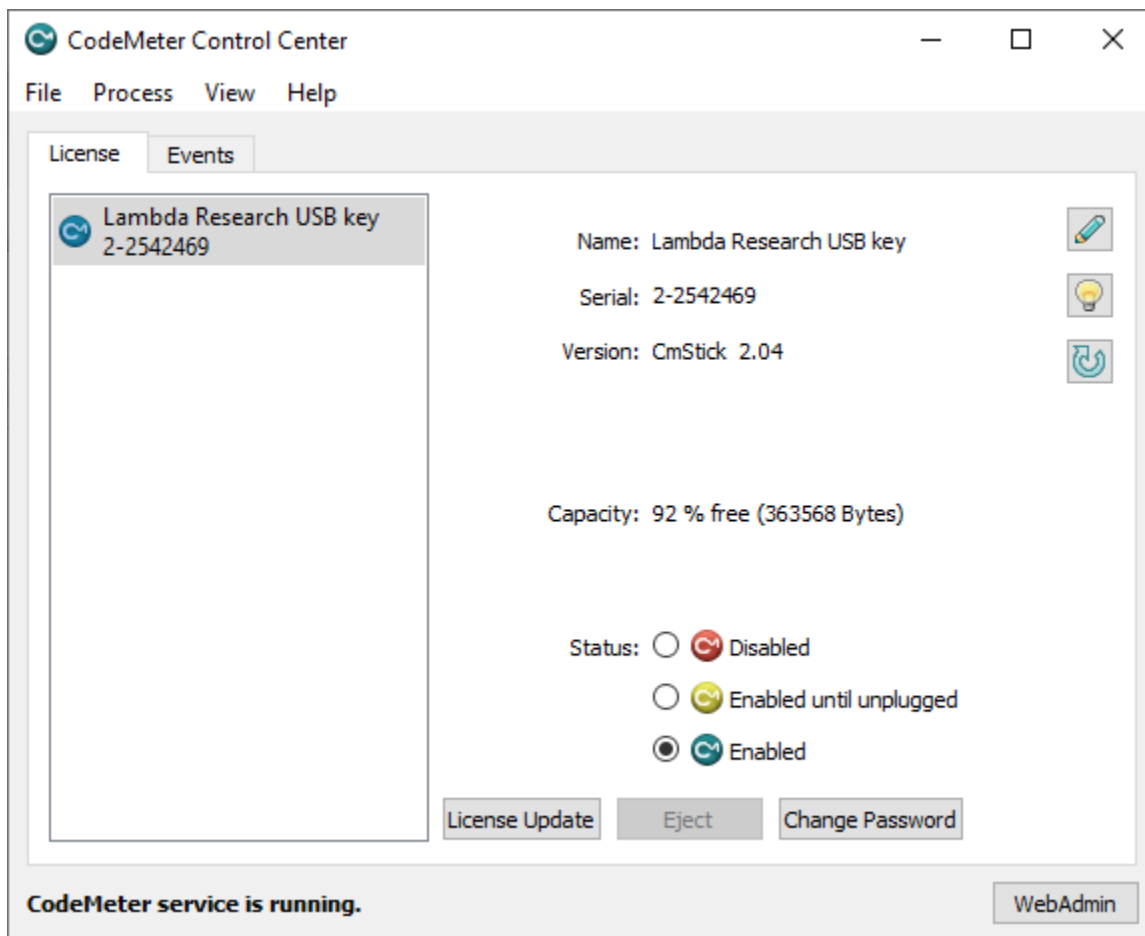 CodeMeter Control Center
File Process View Help
License Events
Lambda Research USB key
2-2542469
Name: Lambda Research USB key
Serial: 2-2542469
Version: CmStick 2.04
Capacity: 92 % free (363568 Bytes)
Status: Disabled
Enabled until unplugged
Enabled
License Update Eject Change Password
CodeMeter service is running. WebAdmin